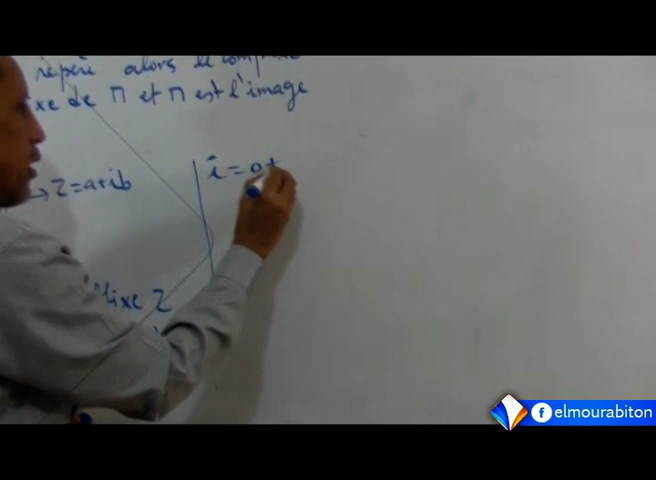 repère alors le complexe
xe de M et M est l'image
→ Z=a+ib
i=0+
ffixe Z
elmourabiton